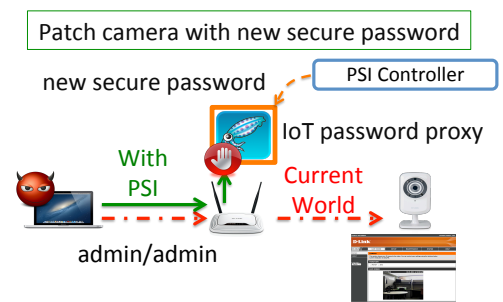 Patch camera with new secure password
new secure password
PSI Controller
IoT password proxy
With
PSI
Current
World
admin/admin
D-Link